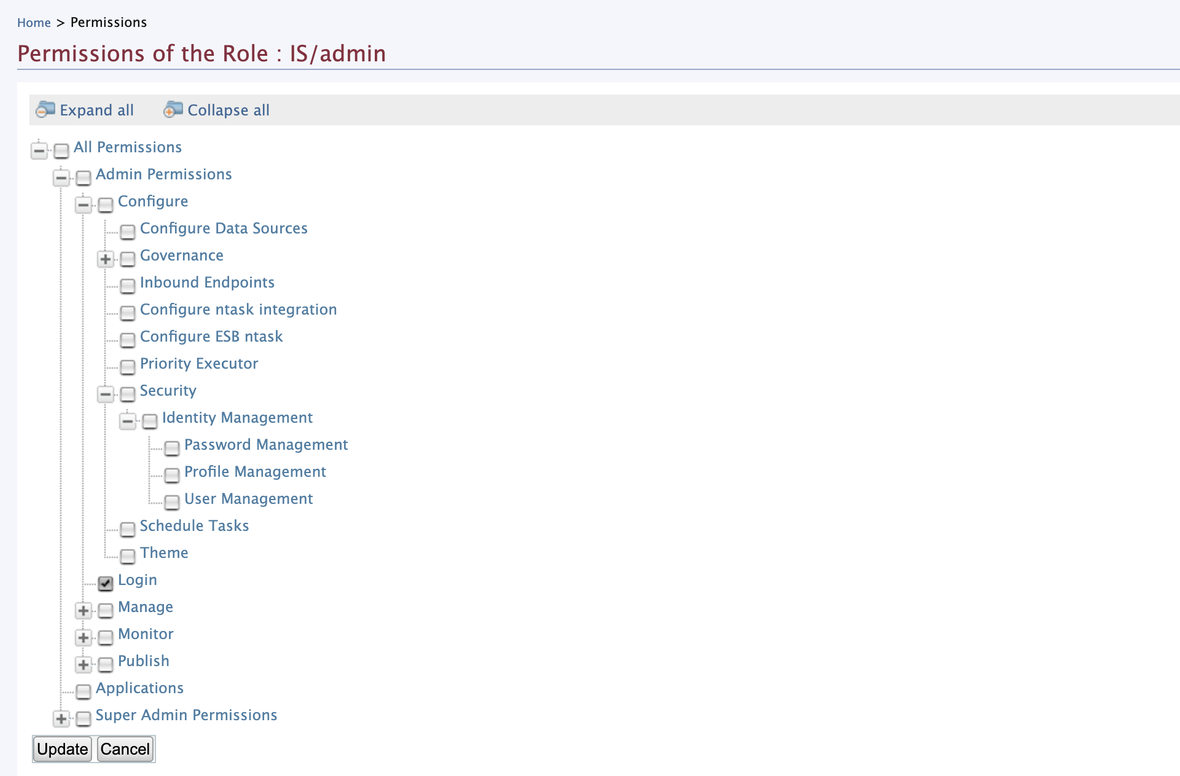 Home > Permissions
Permissions of the Role : IS/admin
Expand all Collapse all
All Permissions
Admin Permissions
Configure
Configure Data Sources
Governance
Inbound Endpoints
Configure ntask integration
Configure ESB ntask
Priority Executor
Security
Identity Management
Password Management
Profile Management
User Management
Schedule Tasks
Theme
Login
Manage
Monitor
Publish
Applications
Super Admin Permissions
Update Cancel